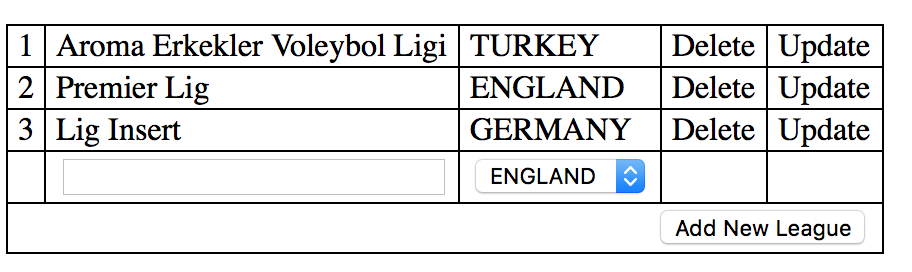 1 Aroma Erkekler Voleybol Ligi TURKEY Delete Update
2 Premier Lig ENGLAND Delete Update
3 Lig Insert GERMANY Delete Update
ENGLAND
Add New League